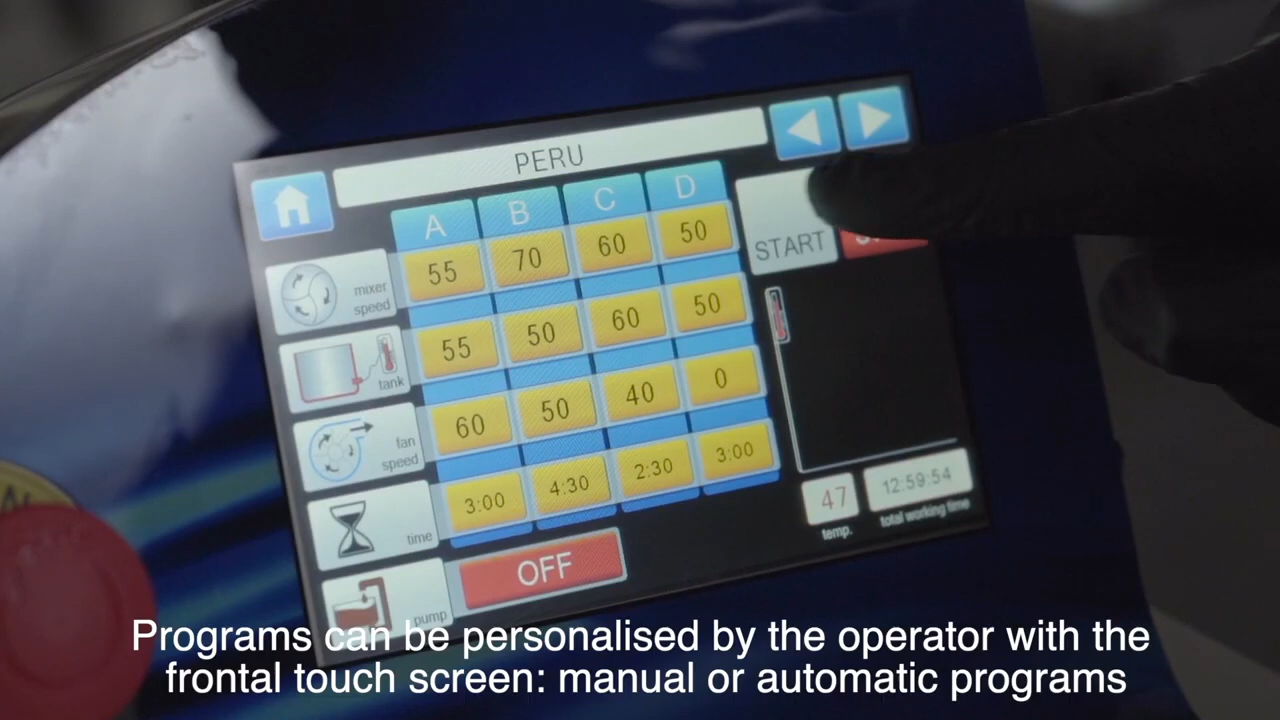 PERU
A B C D
START
mixer speed
55 70 60 50
tank
55 50 60 50
fan speed
60 50 40 0
time
3:00 4:30 2:30 3:00
47
12:59:54
temp.
total working time
pump
OFF
Programs can be personalised by the operator with the
frontal touch screen: manual or automatic programs